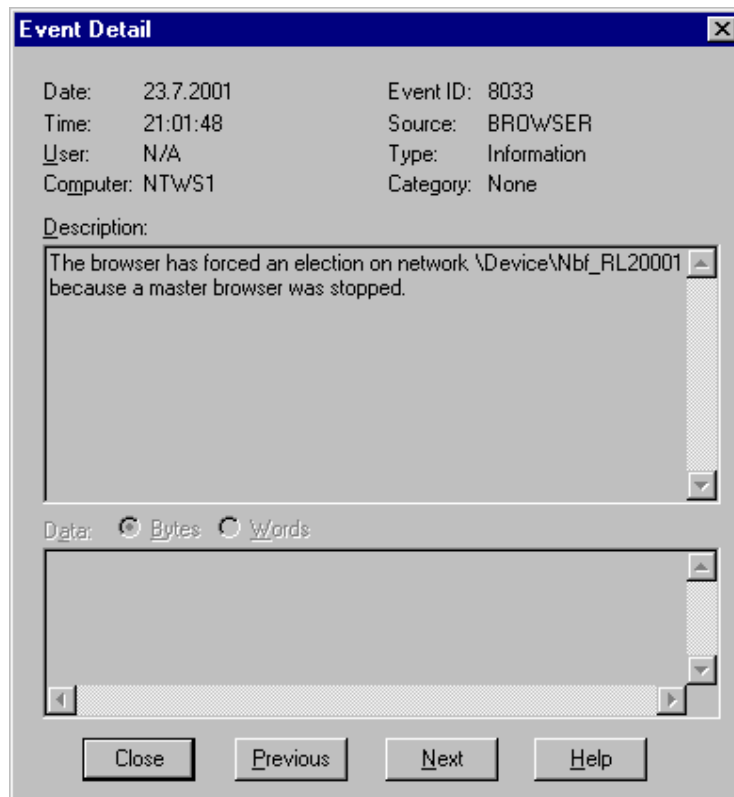 Event Detail
Date: 23.7.2001 Event ID: 8033
Time: 21:01:48 Source: BROWSER
User: N/A Type: Information
Computer: NTWS1 Category: None
Description:
The browser has forced an election on network \Device\Nbf_RL20001
because a master browser was stopped.
Data: Bytes Words
Close Previous Next Help